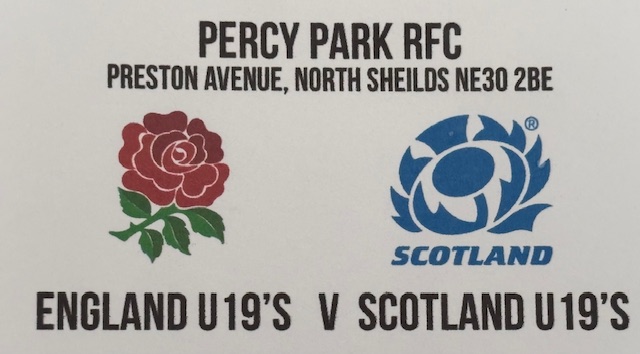 PERCY PARK RFC
PRESTON AVENUE, NORTH SHEILDS NE30 2BE
®
SCOTLAND
ENGLAND U19'S V SCOTLAND U19'S